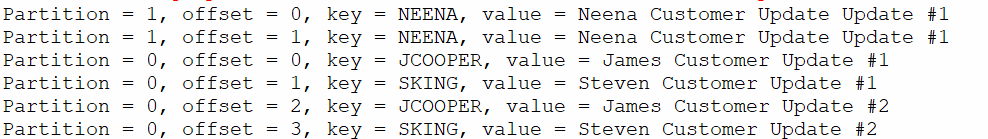 Partition = 1, offset = 0, key = NEENA, value = Neena Customer Update Update #1
Partition = 1, offset = 1, key = NEENA, value = Neena Customer Update Update #1
Partition = 0, offset = 0, key = JCOOPER, value = James Customer Update #1
Partition = 0, offset = 1, key = SKING, value = Steven Customer Update #1
Partition = 0, offset = 2, key = JCOOPER, value = James Customer Update #2
Partition = 0, offset = 3, key = SKING, value = Steven Customer Update #2